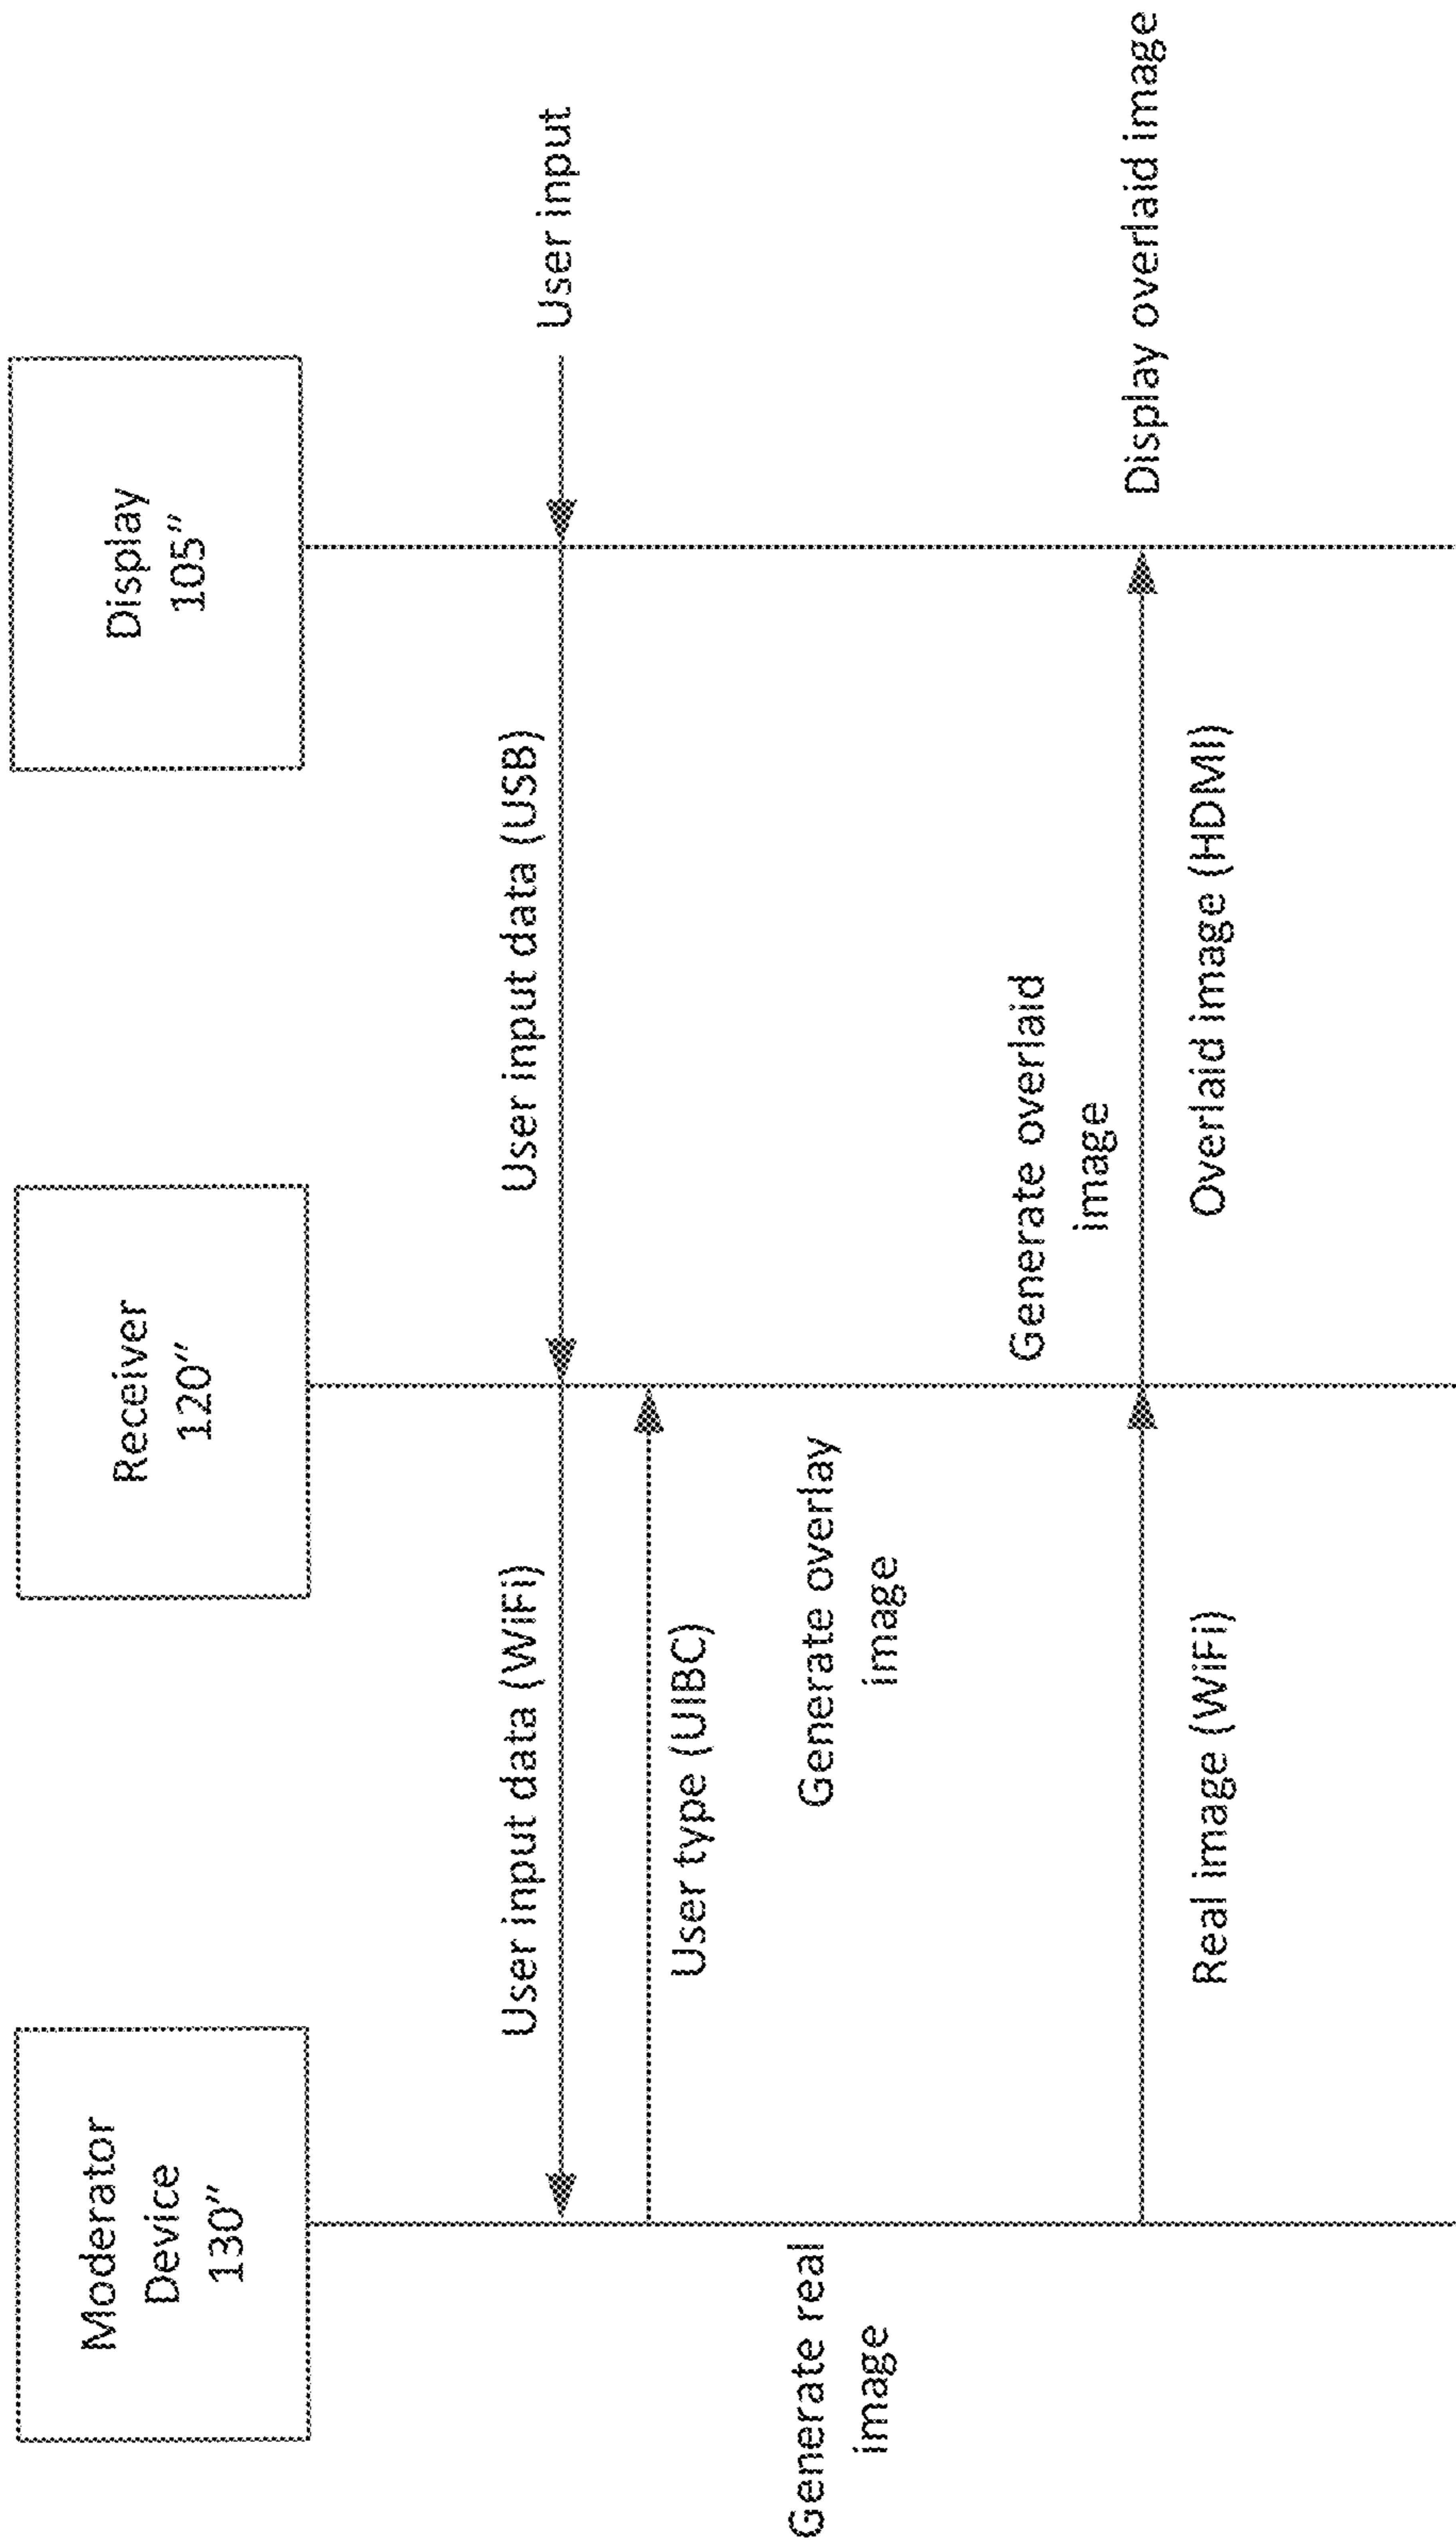 Moderator
Device
130″
Receiver
120″
Display
105″
User input
User input data (USB)
User input data (WiFi)
User type (UIBC)
Generate real
image
Generate overlay
image
Generate overlaid
image
Real image (WiFi)
Overlaid image (HDMI)
Display overlaid image